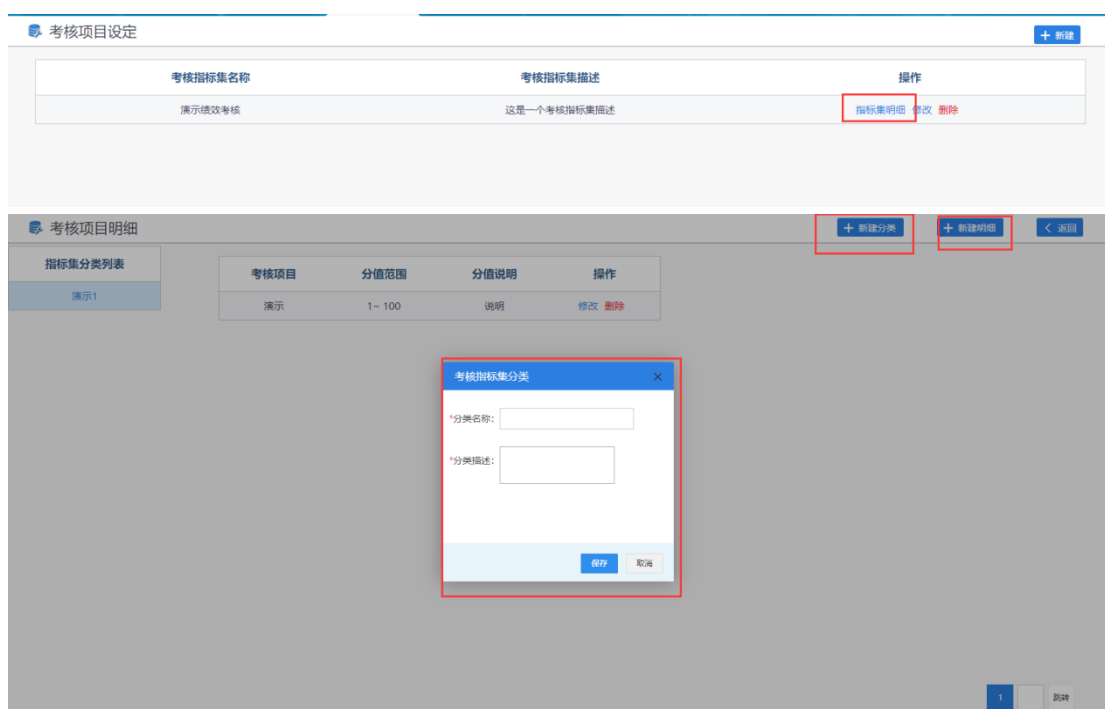 考核项目设定
+ 新建
考核指标集名称 考核指标集描述 操作
演示绩效考核 这是一个考核指标集描述 指标集明细 修改 删除
考核项目明细
+ 新建分类 + 新建明细 < 返回
指标集分类列表
演示1
考核项目 分值范围 分值说明 操作
演示 1~ 100 说明 修改 删除
考核指标集分类 ×
*分类名称:
*分类描述:
保存 取消
1 跳转